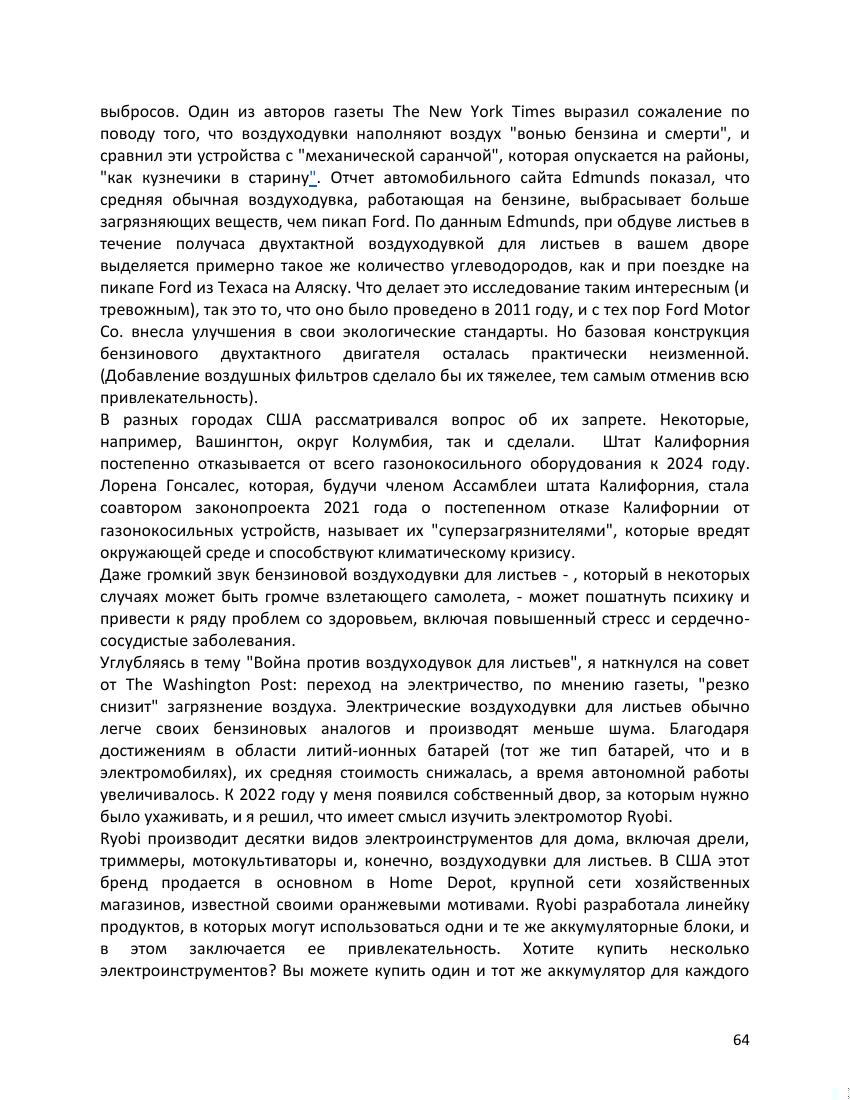 выбросов. Один из авторов газеты The New York Times выразил сожаление по
поводу того, что воздуходувки наполняют воздух "вонью бензина и смерти", и
сравнил эти устройства с "механической саранчой", которая опускается на районы,
"как кузнечики в старину". Отчет автомобильного сайта Edmunds показал, что
средняя обычная воздуходувка, работающая на бензине, выбрасывает больше
загрязняющих веществ, чем пикап Ford. По данным Edmunds, при обдуве листьев в
течение получаса двухтактной воздуходувкой для листьев в вашем дворе
выделяется примерно такое же количество углеводородов, как и при поездке на
пикапе Ford из Техаса на Аляску. Что делает это исследование таким интересным (и
тревожным), так это то, что оно было проведено в 2011 году, и с тех пор Ford Motor
Co. внесла улучшения в свои экологические стандарты. Но базовая конструкция
бензинового двухтактного двигателя осталась практически неизменной.
(Добавление воздушных фильтров сделало бы их тяжелее, тем самым отменив всю
привлекательность).
В разных городах США рассматривался вопрос об их запрете. Некоторые,
например, Вашингтон, округ Колумбия, так и сделали. Штат Калифорния
постепенно отказывается от всего газонокосильного оборудования к 2024 году.
Лорена Гонсалес, которая, будучи членом Ассамблеи штата Калифорния, стала
соавтором законопроекта 2021 года о постепенном отказе Калифорнии от
газонокосильных устройств, называет их "суперзагрязнителями", которые вредят
окружающей среде и способствуют климатическому кризису.
Даже громкий звук бензиновой воздуходувки для листьев - , который в некоторых
случаях может быть громче взлетающего самолета, - может пошатнуть психику и
привести к ряду проблем со здоровьем, включая повышенный стресс и сердечно-
сосудистые заболевания.
Углубляясь в тему "Война против воздуходувок для листьев", я наткнулся на совет
от The Washington Post: переход на электричество, по мнению газеты, "резко
снизит" загрязнение воздуха. Электрические воздуходувки для листьев обычно
легче своих бензиновых аналогов и производят меньше шума. Благодаря
достижениям в области литий-ионных батарей (тот же тип батарей, что и в
электромобилях), их средняя стоимость снижалась, а время автономной работы
увеличивалось. К 2022 году у меня появился собственный двор, за которым нужно
было ухаживать, и я решил, что имеет смысл изучить электромотор Ryobi.
Ryobi производит десятки видов электроинструментов для дома, включая дрели,
триммеры, мотокультиваторы и, конечно, воздуходувки для листьев. В США этот
бренд продается в основном в Home Depot, крупной сети хозяйственных
магазинов, известной своими оранжевыми мотивами. Ryobi разработала линейку
продуктов, в которых могут использоваться одни и те же аккумуляторные блоки, и
в этом заключается ее привлекательность. Хотите купить несколько
электроинструментов? Вы можете купить один и тот же аккумулятор для каждого
64